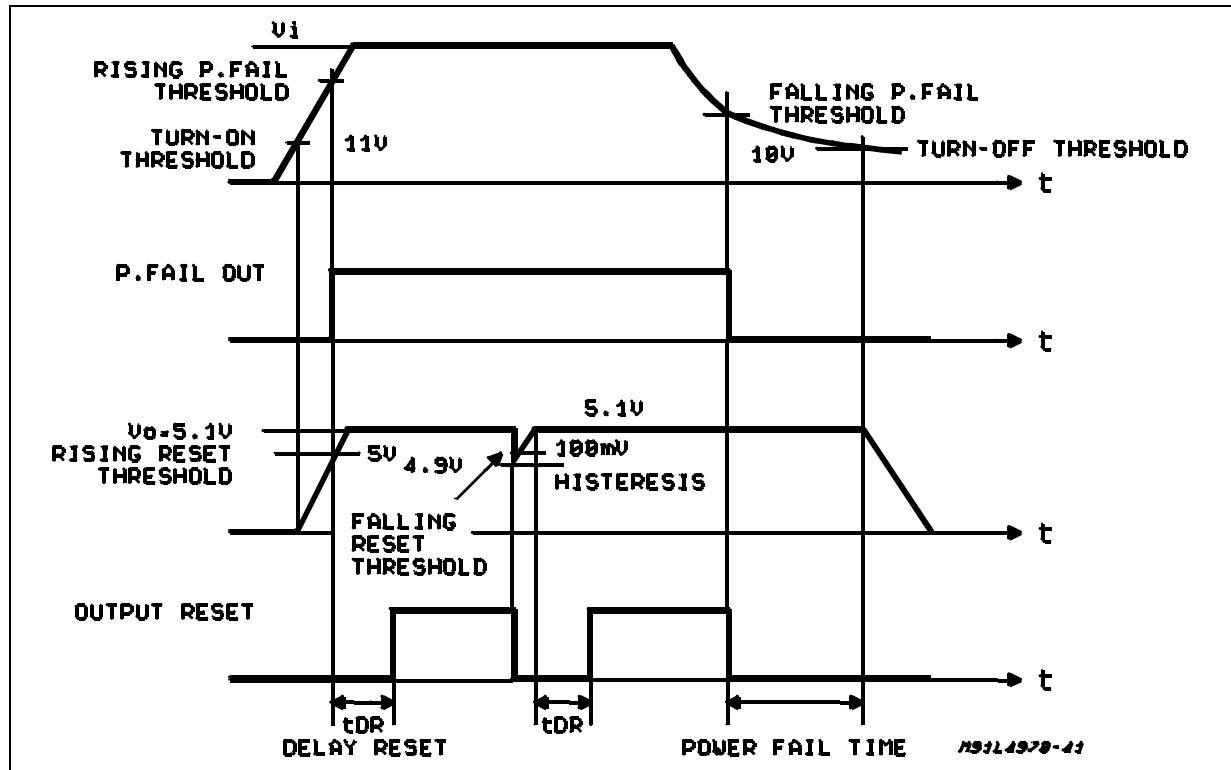 Vi
RISING P.FAIL
THRESHOLD
FALLING P.FAIL
THRESHOLD
TURN-ON
THRESHOLD
11V
10V
TURN-OFF THRESHOLD
t
P.FAIL OUT
t
5.1V
Vo=5.1V
RISING RESET
THRESHOLD
5V
4.9V
100mV
HISTERESIS
FALLING
RESET
THRESHOLD
t
OUTPUT RESET
t
tDR
tDR
DELAY RESET
POWER FAIL TIME
M91L4970-41